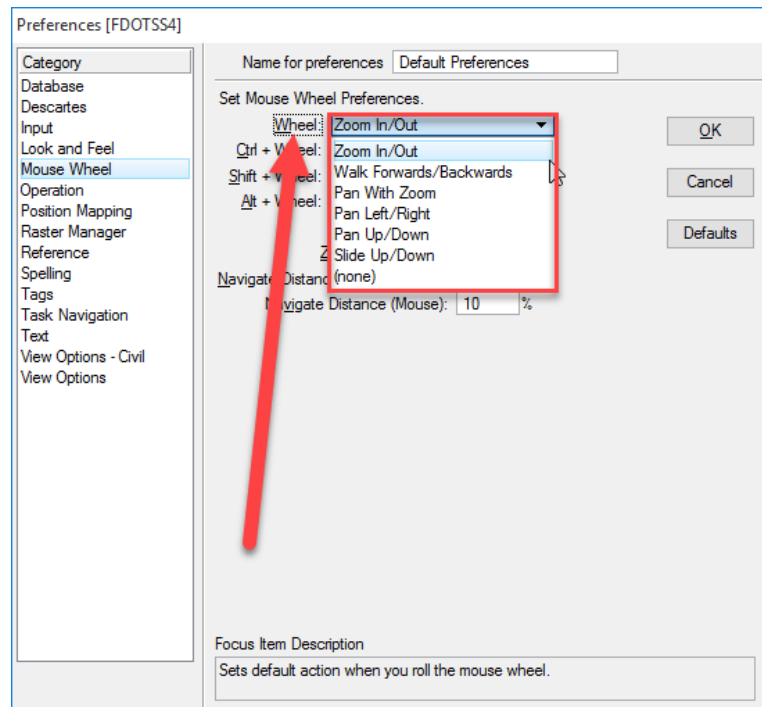 Preferences [FDOTSS4]
Category
Database
Descartes
Input
Look and Feel
Mouse Wheel
Operation
Position Mapping
Raster Manager
Reference
Spelling
Tags
Task Navigation
Text
View Options - Civil
View Options
Name for preferences Default Preferences
Set Mouse Wheel Preferences.
Wheel: Zoom In/Out
Ctrl + Wheel:
Shift + Wheel:
Alt + Wheel:
Zoom In/Out
Walk Forwards/Backwards
Pan With Zoom
Pan Left/Right
Pan Up/Down
Slide Up/Down
(none)
Z
Navigate Distanc
Navigate Distance (Mouse): 10 %
OK
Cancel
Defaults
Focus Item Description
Sets default action when you roll the mouse wheel.